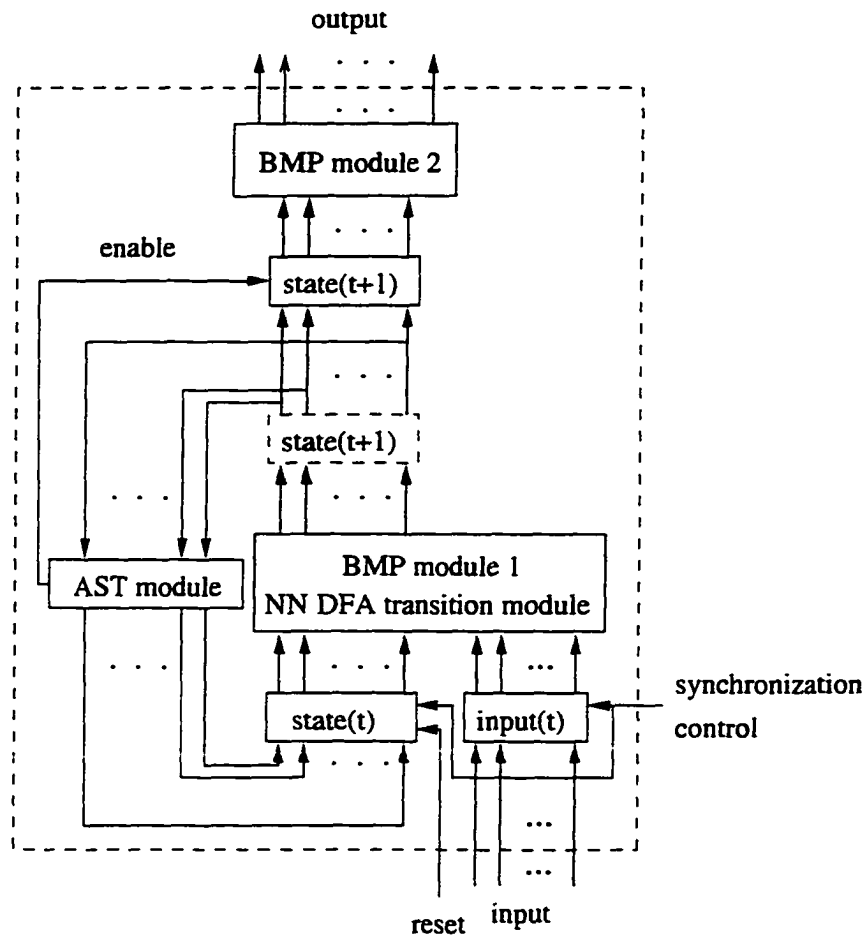 output
BMP module 2
enable
state(t+1)
state(t+1)
BMP module 1
NN DFA transition module
AST module
state(t)
input(t)
synchronization
control
reset
input